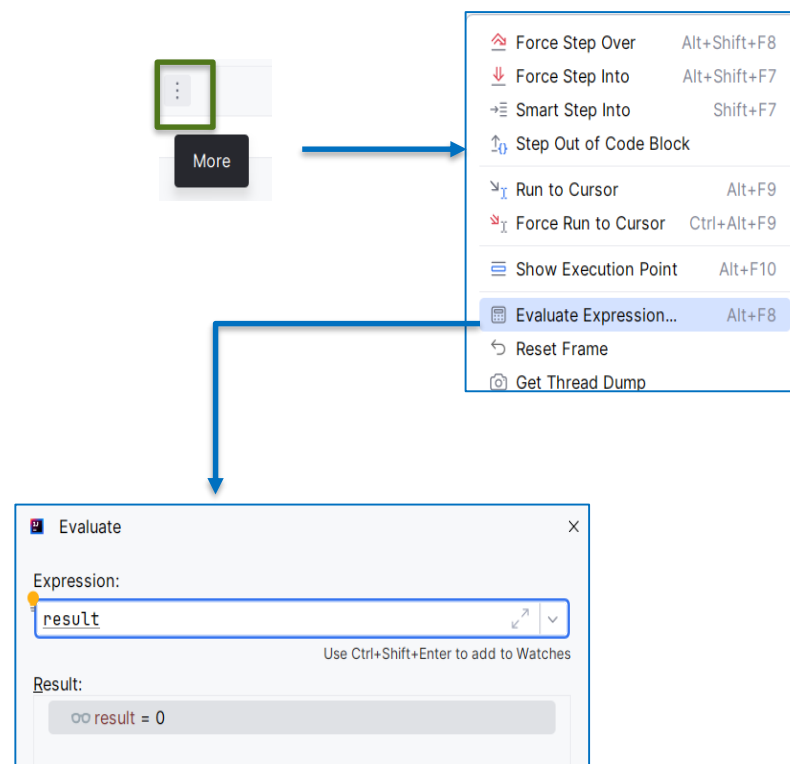 More
Force Step Over Alt+Shift+F8
Force Step Into Alt+Shift+F7
Smart Step Into Shift+F7
Step Out of Code Block
Run to Cursor Alt+F9
Force Run to Cursor Ctrl+Alt+F9
Show Execution Point Alt+F10
Evaluate Expression... Alt+F8
Reset Frame
Get Thread Dump
Evaluate
Expression:
result
Use Ctrl+Shift+Enter to add to Watches
Result:
result = 0